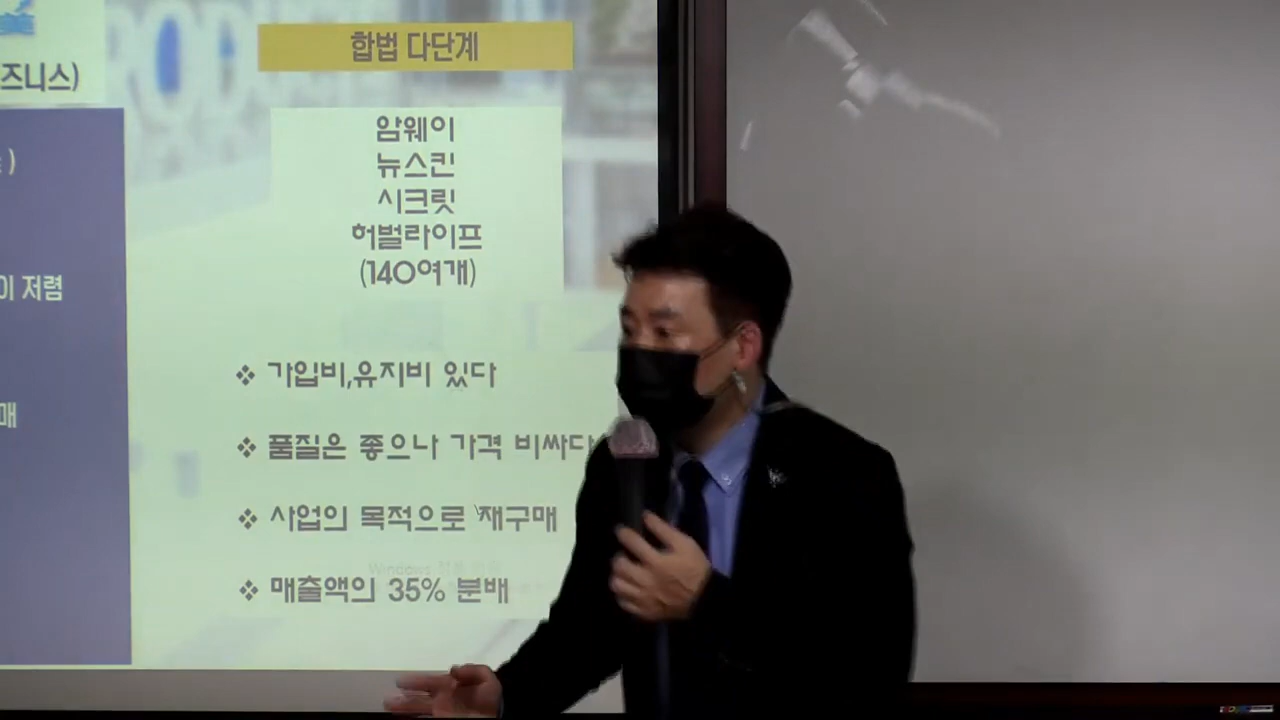 즈니스)
이 저렴
매
합법 다단계
암웨이
뉴스킨
시크릿
허벌라이프
(140여개)
❖ 가입비,유지비 있다
❖ 품질은 좋으나 가격 비싸다
❖ 사업의 목적으로 재구매
❖ 매출액의 35% 분배
Windows